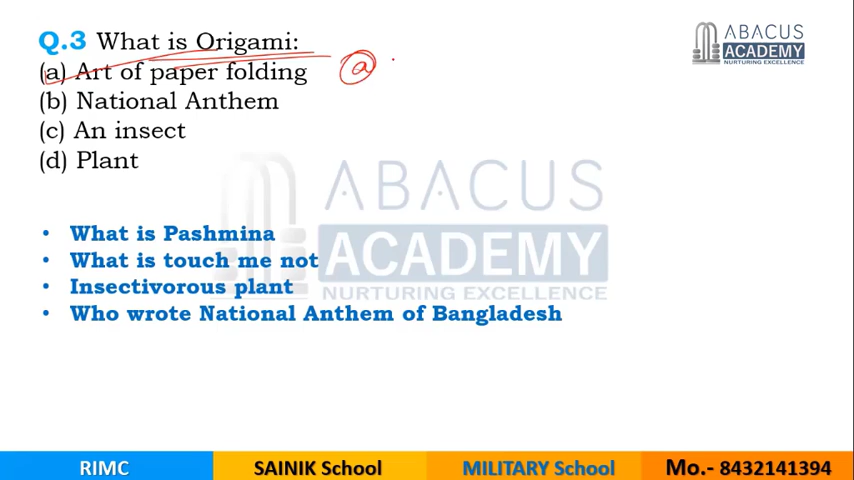 Q.3 What is Origami:
(a) Art of paper folding
a
(b) National Anthem
(c) An insect
(d) Plant
ABACUS
ACADEMY
NURTURING EXCELLENCE
• What is Pashmina
• What is touch me not
• Insectivorous plant
• Who wrote National Anthem of Bangladesh
ABACUS
ACADEMY
NURTURING EXCELLENCE
RIMC
SAINIK School
MILITARY School
Mo.- 8432141394